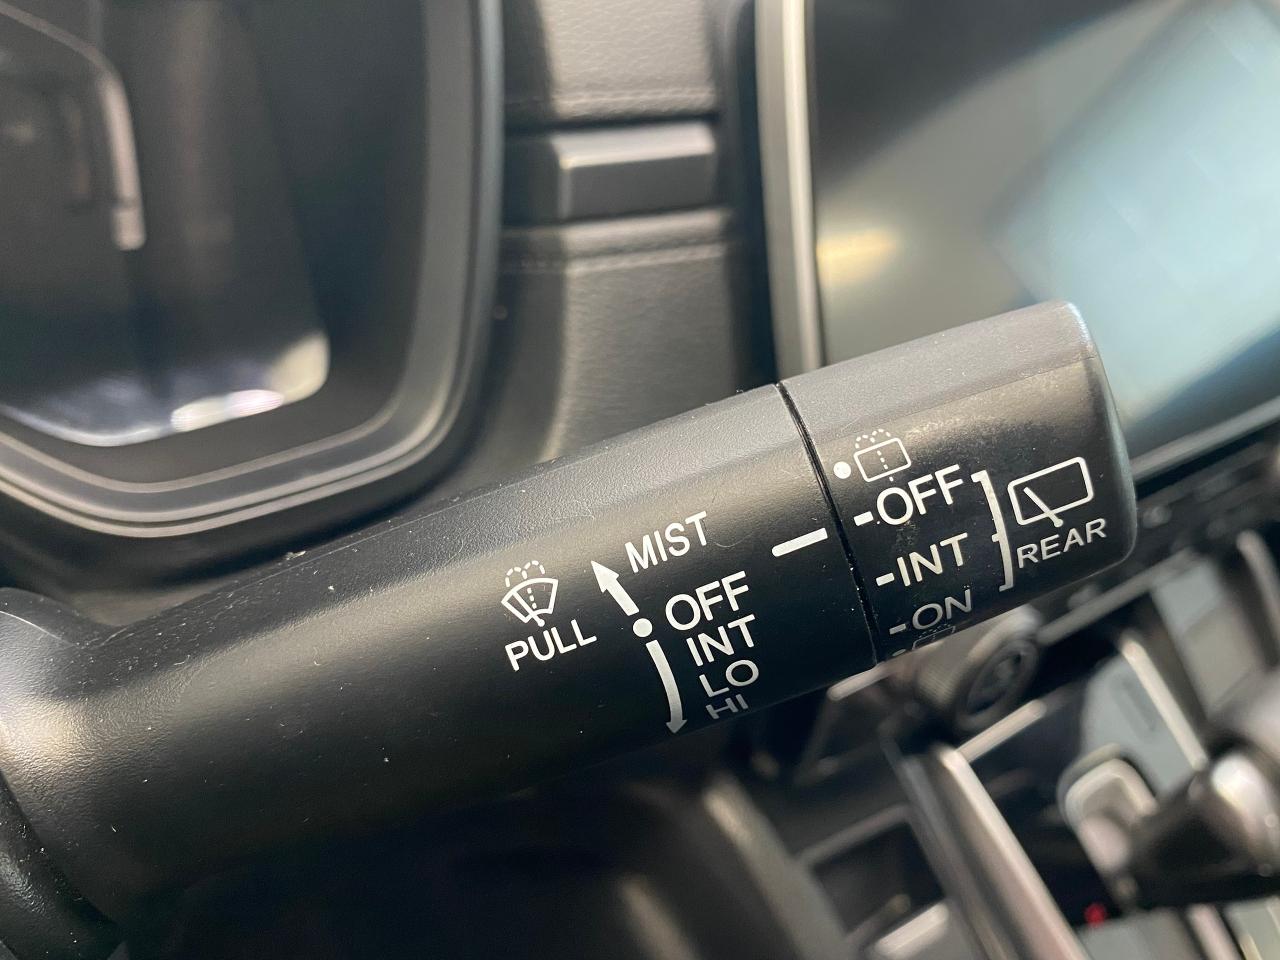 MIST
OFF
INT
LO
HI
PULL
-OFF
-INT
-ON
REAR